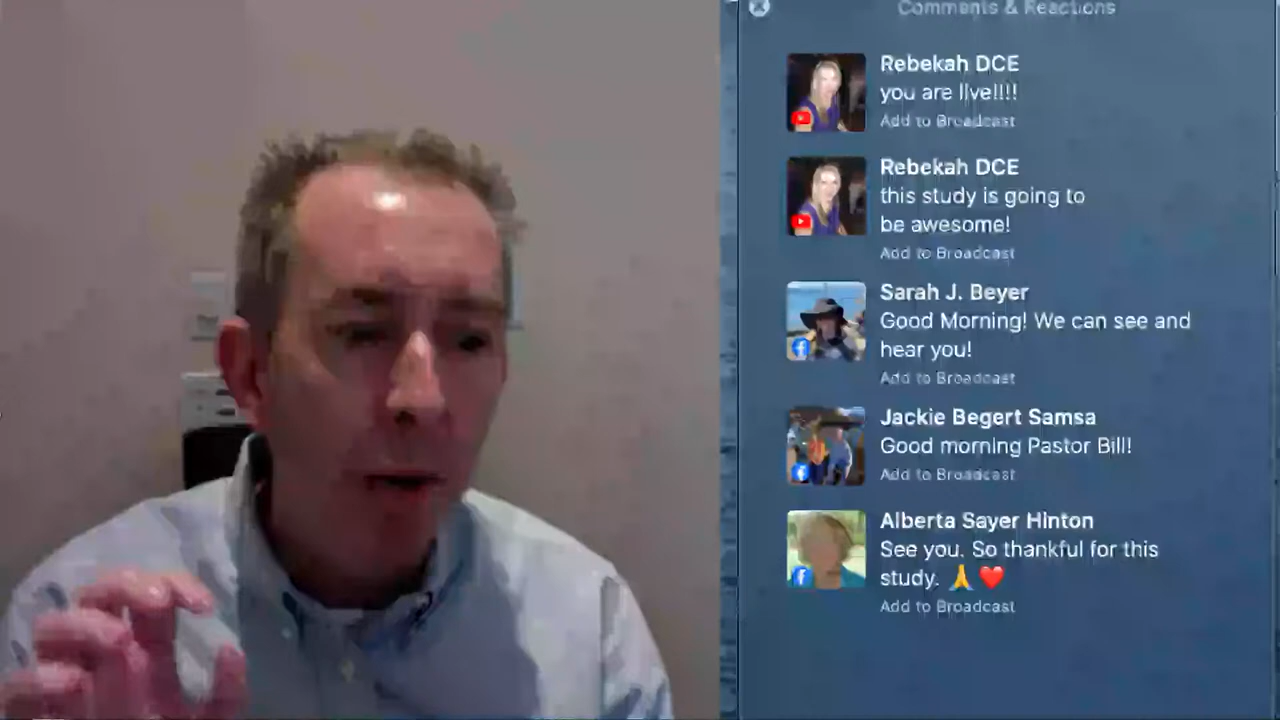 Comments & Reactions
Rebekah DCE
you are live!!!!
Add to Broadcast
Rebekah DCE
this study is going to
be awesome!
Add to Broadcast
Sarah J. Beyer
Good Morning! We can see and
hear you!
Add to Broadcast
Jackie Begert Samsa
Good morning Pastor Bill!
Add to Broadcast
Alberta Sayer Hinton
See you. So thankful for this
study. 🙏 ❤️
Add to Broadcast